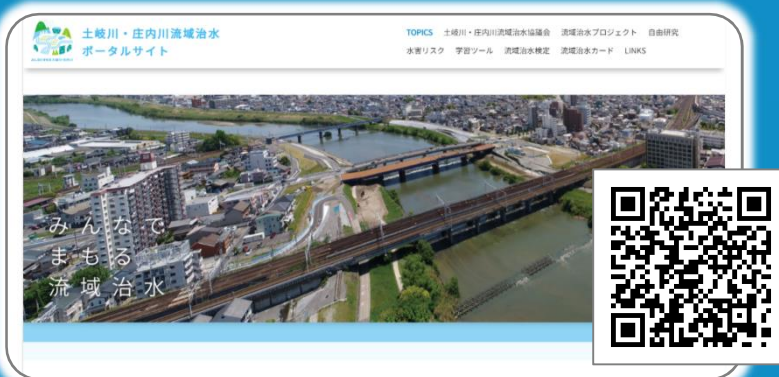 土岐川・庄内川流域治水
ポータルサイト
TOPICS 土岐川・庄内川流域治水協議会 流域治水プロジェクト 自由研究
水害リスク 学習ツール 流域治水検定 流域治水カード LINKS
みんなで
まもる
流域治水